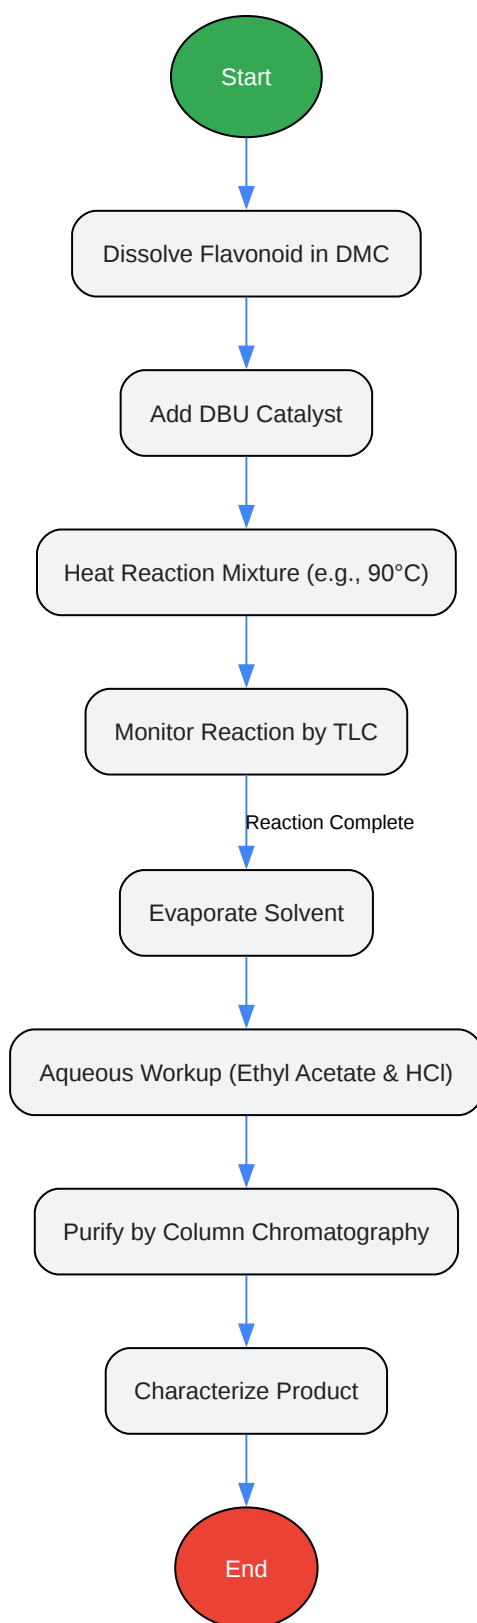 Start
Dissolve Flavonoid in DMC
Add DBU Catalyst
Heat Reaction Mixture (e.g., 90°C)
Monitor Reaction by TLC
Reaction Complete
Evaporate Solvent
Aqueous Workup (Ethyl Acetate & HCl)
Purify by Column Chromatography
Characterize Product
End